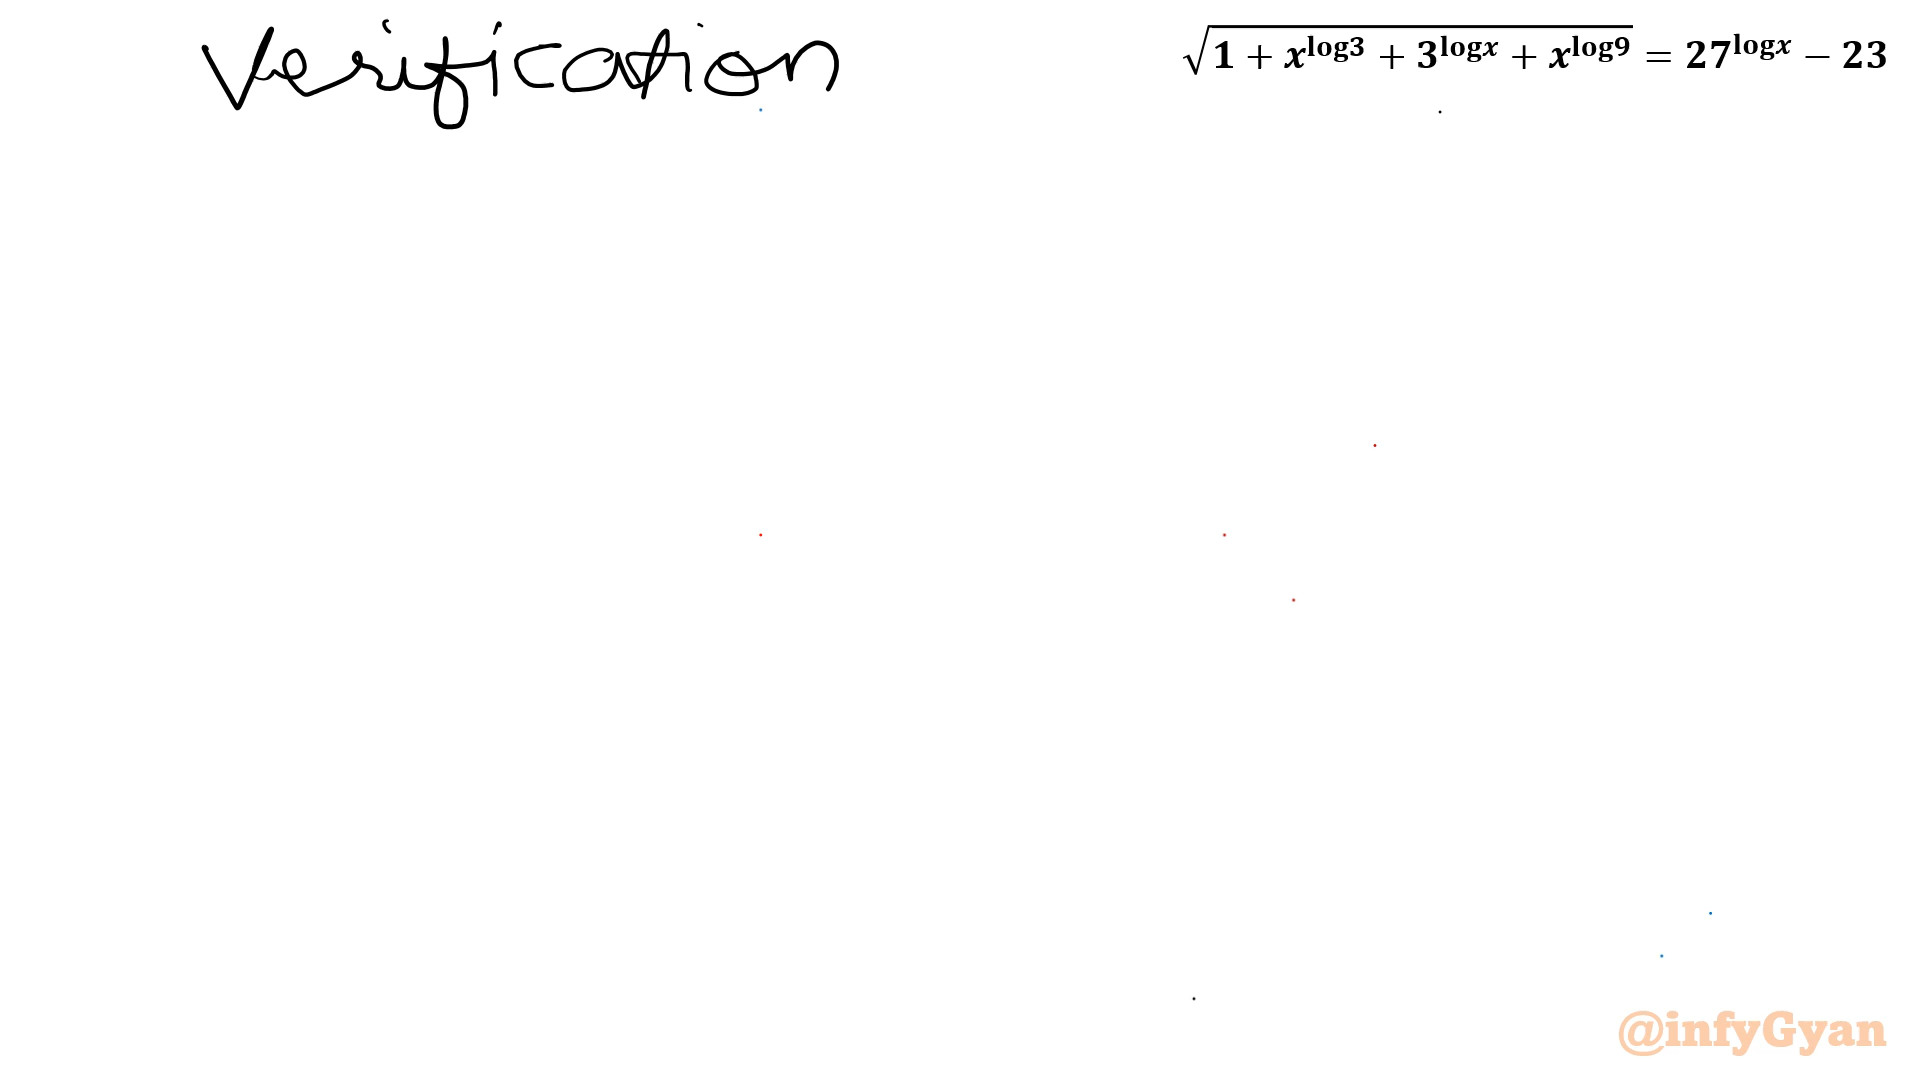 Verification
√(1 + x^log3 + 3^logx + x^log9) = 27^logx − 23
@infyGyan